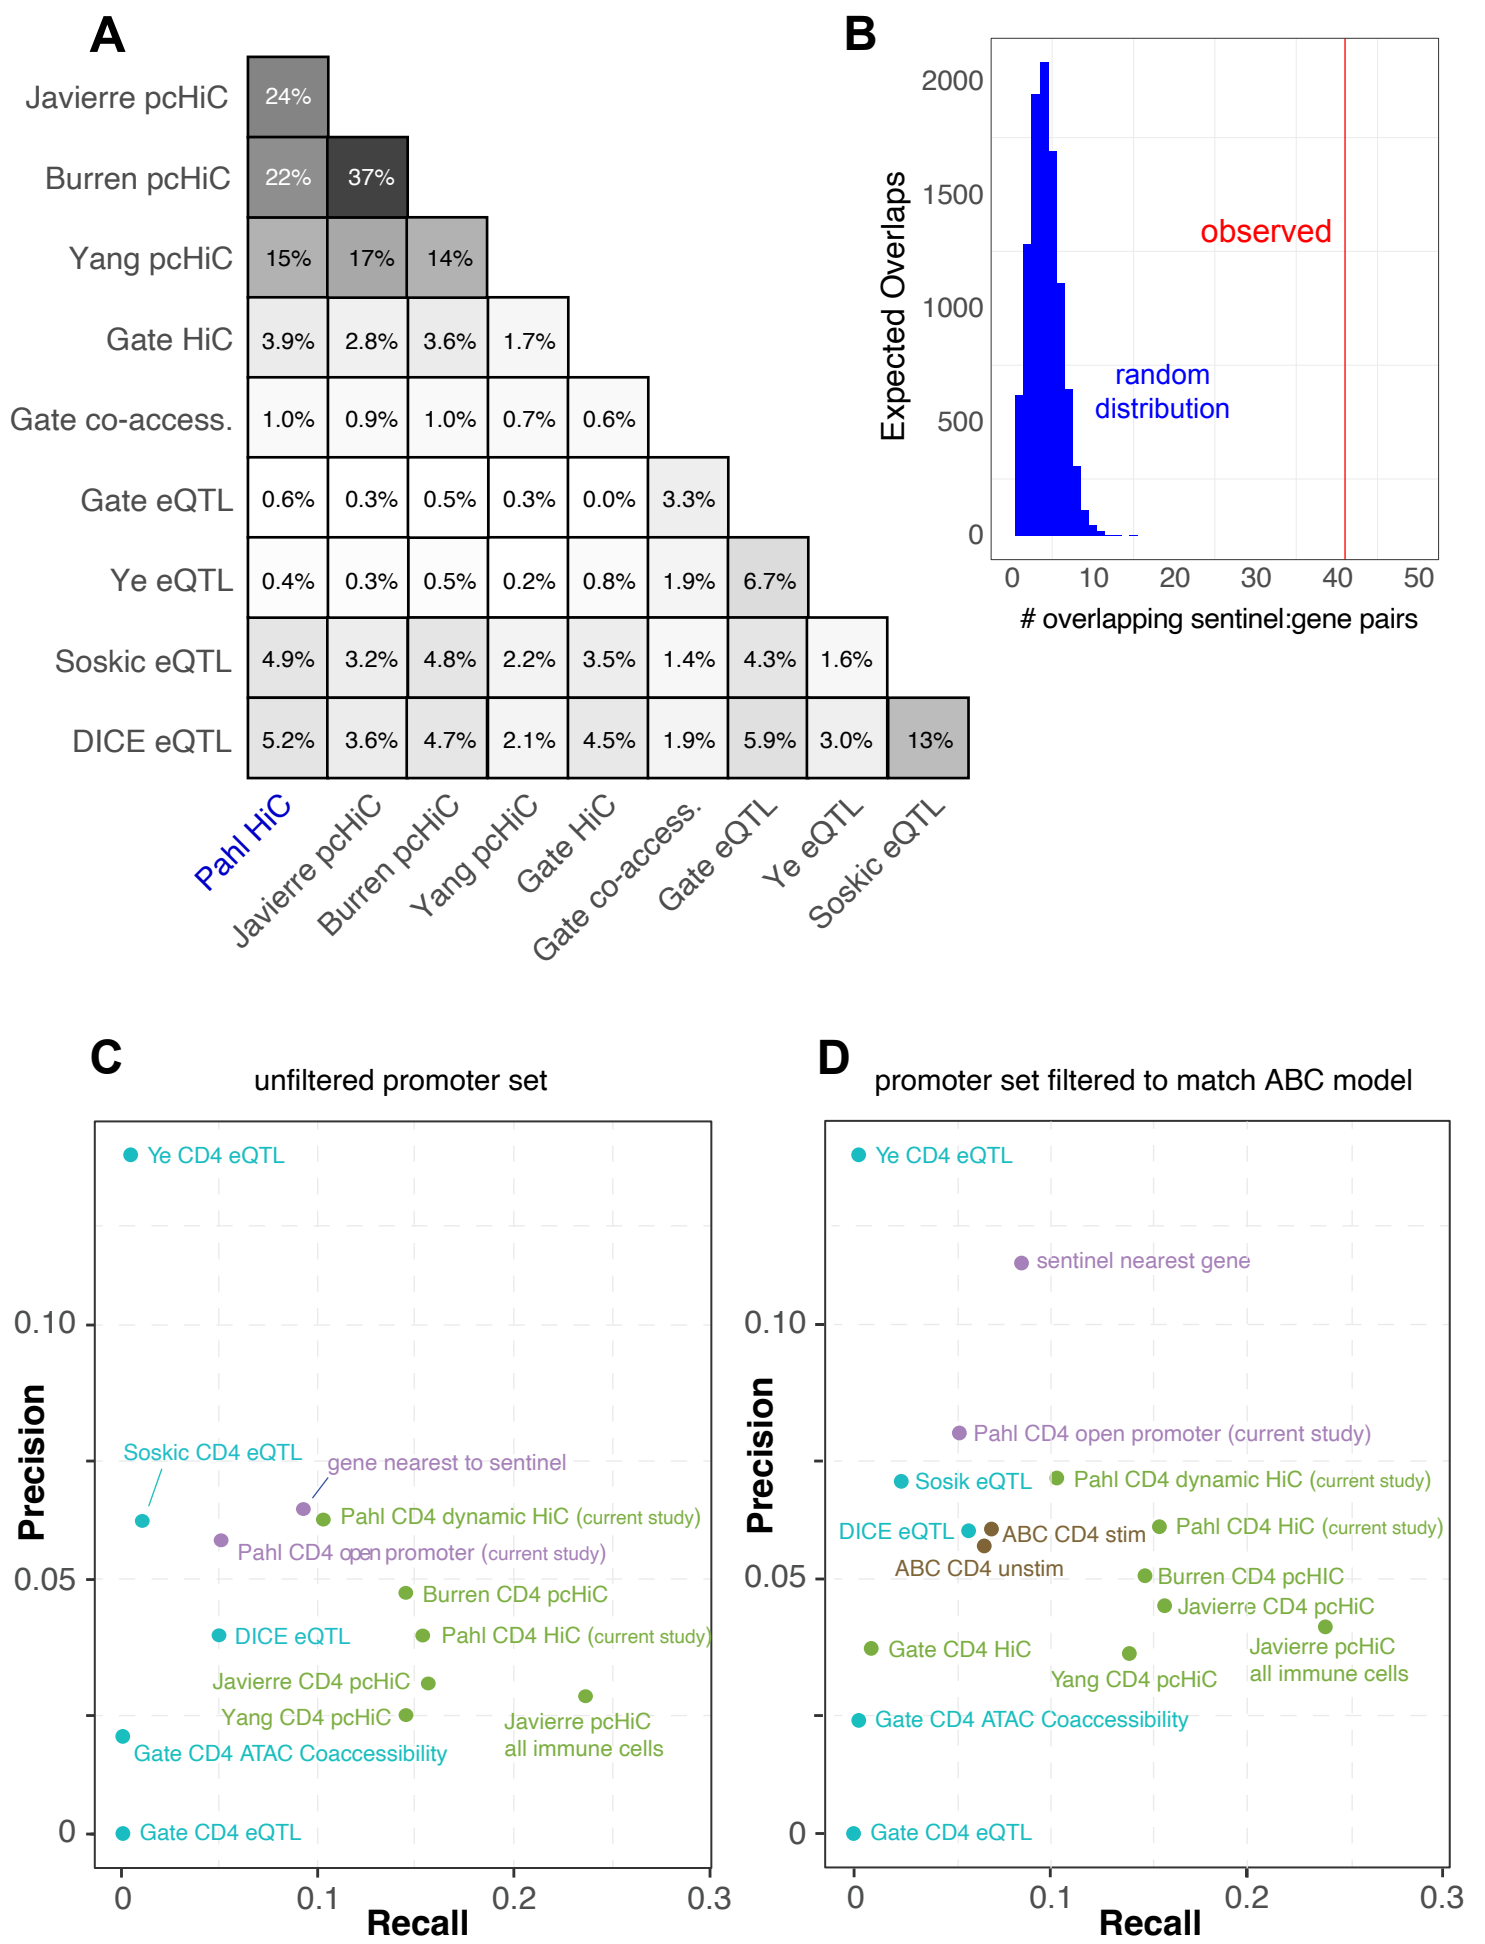 A
Javierre pcHiC 24%
Burren pcHiC 22% 37%
Yang pcHiC 15% 17% 14%
Gate HiC 3.9% 2.8% 3.6% 1.7%
Gate co-access. 1.0% 0.9% 1.0% 0.7% 0.6%
Gate eQTL 0.6% 0.3% 0.5% 0.3% 0.0% 3.3%
Ye eQTL 0.4% 0.3% 0.5% 0.2% 0.8% 1.9% 6.7%
Soskic eQTL 4.9% 3.2% 4.8% 2.2% 3.5% 1.4% 4.3% 1.6%
DICE eQTL 5.2% 3.6% 4.7% 2.1% 4.5% 1.9% 5.9% 3.0% 13%
Pahl HiC
Javierre pcHiC
Burren pcHiC
Yang pcHiC
Gate HiC
Gate co-access.
Gate eQTL
Ye eQTL
Soskic eQTL
B
Expected Overlaps
2000
1500
1000
500
0
observed
random
distribution
0 10 20 30 40 50
# overlapping sentinel:gene pairs
C
unfiltered promoter set
Precision
0.10
0.05
0
Ye CD4 eQTL
Soskic CD4 eQTL
gene nearest to sentinel
Pahl CD4 dynamic HiC (current study)
Pahl CD4 open promoter (current study)
Burren CD4 pcHiC
DICE eQTL
Pahl CD4 HiC (current study)
Javierre CD4 pcHiC
Yang CD4 pcHiC
Javierre pcHiC
all immune cells
Gate CD4 ATAC Coaccessibility
Gate CD4 eQTL
0 0.1 0.2 0.3
Recall
D
promoter set filtered to match ABC model
Precision
0.10
0.05
0
Ye CD4 eQTL
sentinel nearest gene
Pahl CD4 open promoter (current study)
Sosik eQTL
Pahl CD4 dynamic HiC (current study)
DICE eQTL
ABC CD4 stim
Pahl CD4 HiC (current study)
ABC CD4 unstim
Burren CD4 pcHIC
Javierre CD4 pcHiC
Gate CD4 HiC
Javierre pcHiC
all immune cells
Yang CD4 pcHiC
Gate CD4 ATAC Coaccessibility
Gate CD4 eQTL
0 0.1 0.2 0.3
Recall